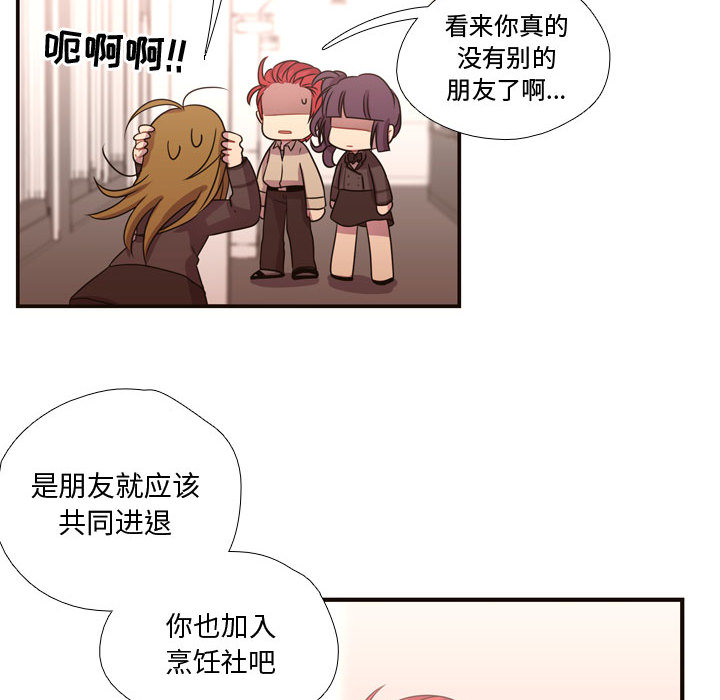 呃啊啊!!
看来你真的
没有别的
朋友了啊...
是朋友就应该
共同进退
你也加入
烹饪社吧